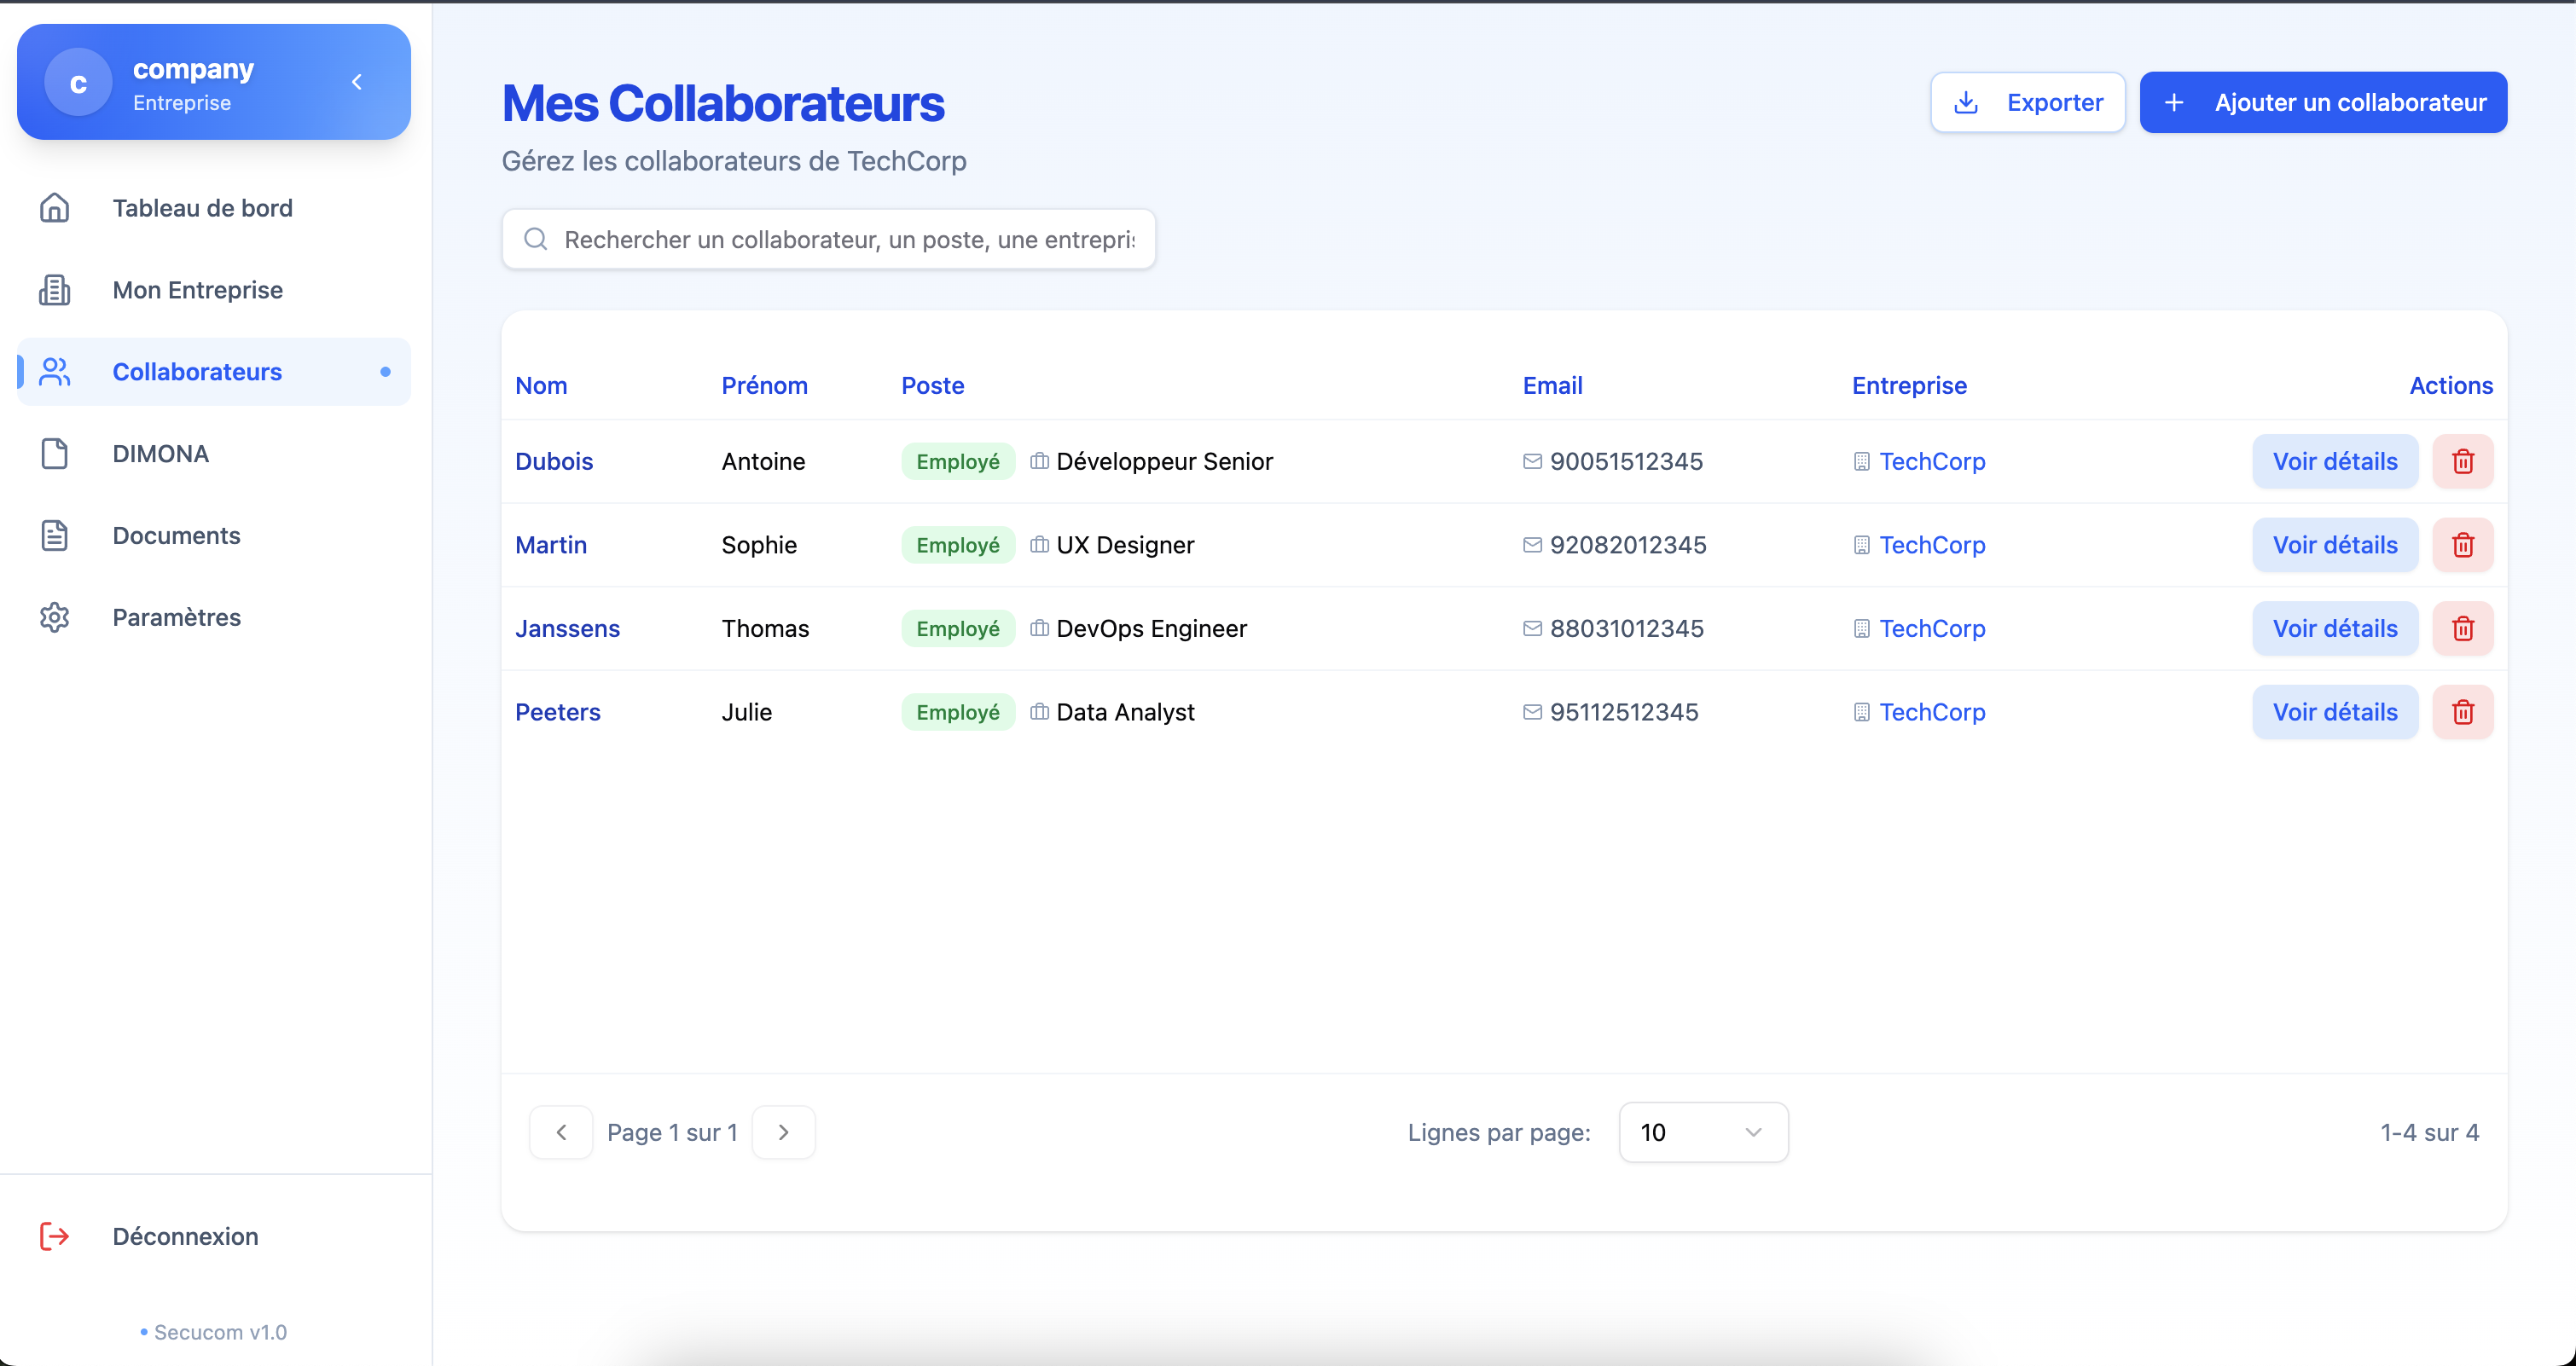 c
company
Entreprise
Tableau de bord
Mon Entreprise
Collaborateurs
DIMONA
Documents
Paramètres
Déconnexion
• Secucom v1.0
Mes Collaborateurs
Gérez les collaborateurs de TechCorp
Exporter
+ Ajouter un collaborateur
Rechercher un collaborateur, un poste, une entrepri
Nom Prénom Poste Email Entreprise Actions
Dubois Antoine Employé Développeur Senior 90051512345 TechCorp Voir détails
Martin Sophie Employé UX Designer 92082012345 TechCorp Voir détails
Janssens Thomas Employé DevOps Engineer 88031012345 TechCorp Voir détails
Peeters Julie Employé Data Analyst 95112512345 TechCorp Voir détails
Page 1 sur 1 Lignes par page: 10 1-4 sur 4